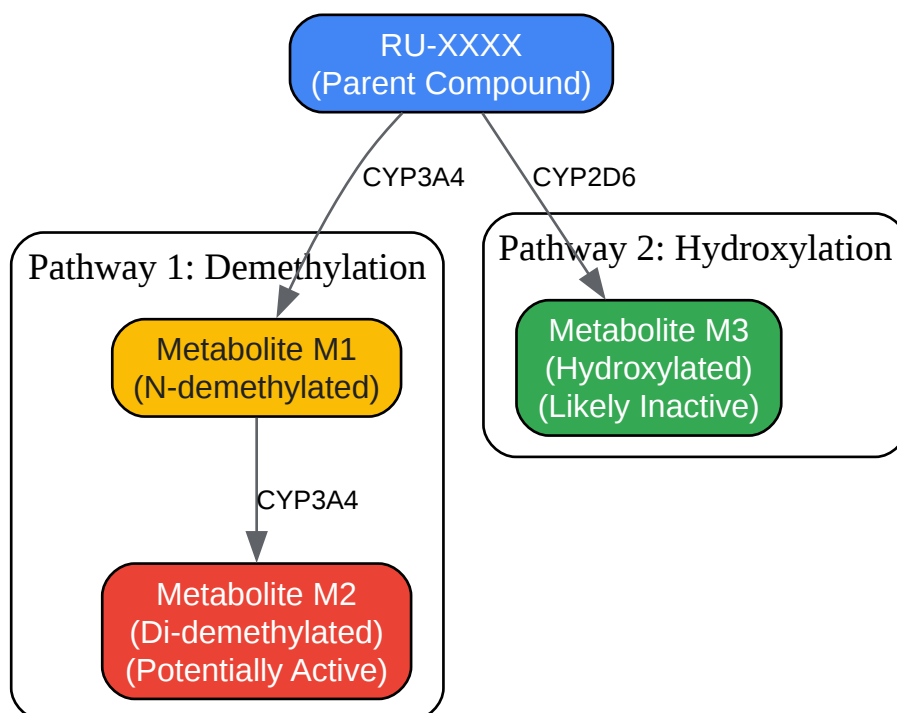 RU-XXXX
(Parent Compound)
CYP3A4
CYP2D6
Pathway 1: Demethylation
Pathway 2: Hydroxylation
Metabolite M1
(N-demethylated)
Metabolite M3
(Hydroxylated)
(Likely Inactive)
CYP3A4
Metabolite M2
(Di-demethylated)
(Potentially Active)